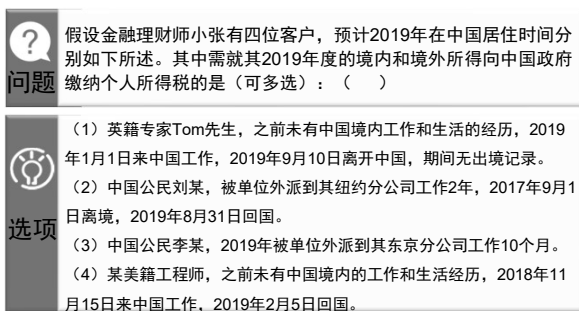 ?
问题
假设金融理财师小张有四位客户，预计2019年在中国居住时间分
别如下所述。其中需就其2019年度的境内和境外所得向中国政府
缴纳个人所得税的是（可多选）：（ ）
选项
（1）英籍专家Tom先生，之前未有中国境内工作和生活的经历，2019
年1月1日来中国工作，2019年9月10日离开中国，期间无出境记录。
（2）中国公民刘某，被单位外派到其纽约分公司工作2年，2017年9月1
日离境，2019年8月31日回国。
（3）中国公民李某，2019年被单位外派到其东京分公司工作10个月。
（4）某美籍工程师，之前未有中国境内的工作和生活经历，2018年11
月15日来中国工作，2019年2月5日回国。